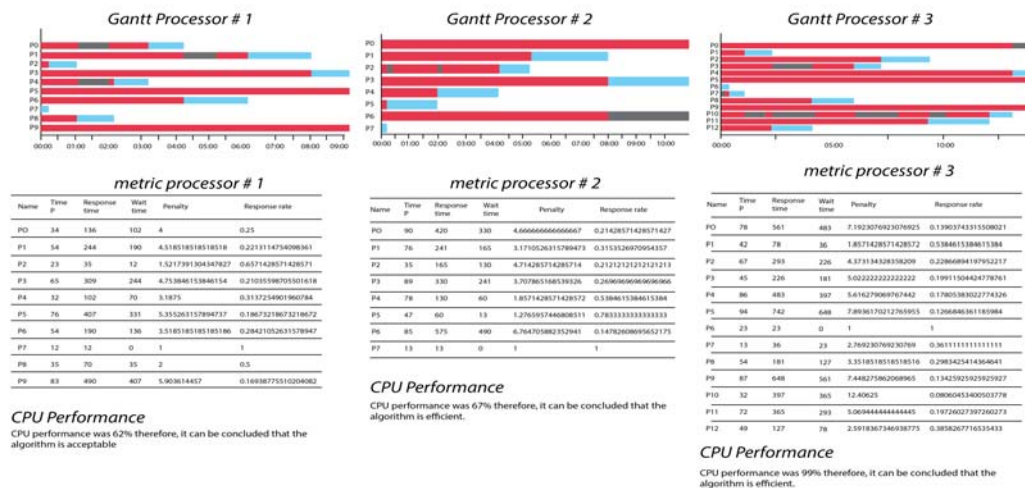 Gantt Processor # 1
P0
P1
P2
P3
P4
P5
P6
P7
P8
P9
00:00 01:00 02:00 03:00 04:00 05:00 06:00 07:00 08:00 09:00
metric processor # 1
Name Time P Response time Wait time Penalty Response rate
PO 34 136 102 4 0.25
P1 54 244 190 4.518518518518518 0.2213114754098361
P2 23 35 12 1.5217391304347827 0.6571428571428571
P3 65 309 244 4.753846153846154 0.21035598705501618
P4 32 102 70 3.1875 0.3137254901960784
P5 76 407 331 5.355263157894737 0.18673218673218672
P6 54 190 136 3.5185185185185186 0.28421052631578947
P7 12 12 0 1 1
P8 35 70 35 2 0.5
P9 83 490 407 5.903614457 0.16938775510204082
CPU Performance
CPU performance was 62% therefore, it can be concluded that the
algorithm is acceptable
Gantt Processor # 2
P0
P1
P2
P3
P4
P5
P6
P7
00:00 01:00 02:00 03:00 04:00 05:00 06:00 07:00 08:00 09:00 10:00
metric processor # 2
Name Time P Response time Wait time Penalty Response rate
PO 90 420 330 4.666666666666667 0.21428571428571427
P1 76 241 165 3.1710526315789473 0.3153526970954357
P2 35 165 130 4.714285714285714 0.21212121212121213
P3 89 330 241 3.707865168539326 0.26969696969696966
P4 78 130 60 1.8571428571428572 0.5384615384615384
P5 47 60 13 1.2765957446808511 0.7833333333333333
P6 85 575 490 6.764705882352941 0.14782608695652175
P7 13 13 0 1 1
CPU Performance
CPU performance was 67% therefore, it can be concluded that the
algorithm is efficient.
Gantt Processor # 3
P0
P1
P2
P3
P4
P5
P6
P7
P8
P9
P10
P11
P12
00:00 05:00 10:00
metric processor # 3
Name Time P Response time Wait time Penalty Response rate
PO 78 561 483 7.1923076923076925 0.13903743315508021
P1 42 78 36 1.8571428571428572 0.5384615384615384
P2 67 293 226 4.373134328358209 0.22866894197952217
P3 45 226 181 5.022222222222222 0.19911504424778761
P4 86 483 397 5.616279069767442 0.17805383022774326
P5 94 742 648 7.8936170212765955 0.1266846361185984
P6 23 23 0 1 1
P7 13 36 23 2.769230769230769 0.3611111111111111
P8 54 181 127 3.3518518518518516 0.2983425414364641
P9 87 648 561 7.448275862068965 0.13425925925925927
P10 32 397 365 12.40625 0.08060453400503778
P11 72 365 293 5.069444444444445 0.19726027397260273
P12 49 127 78 2.5918367346938775 0.3858267716535433
CPU Performance
CPU performance was 99% therefore, it can be concluded that the
algorithm is efficient.